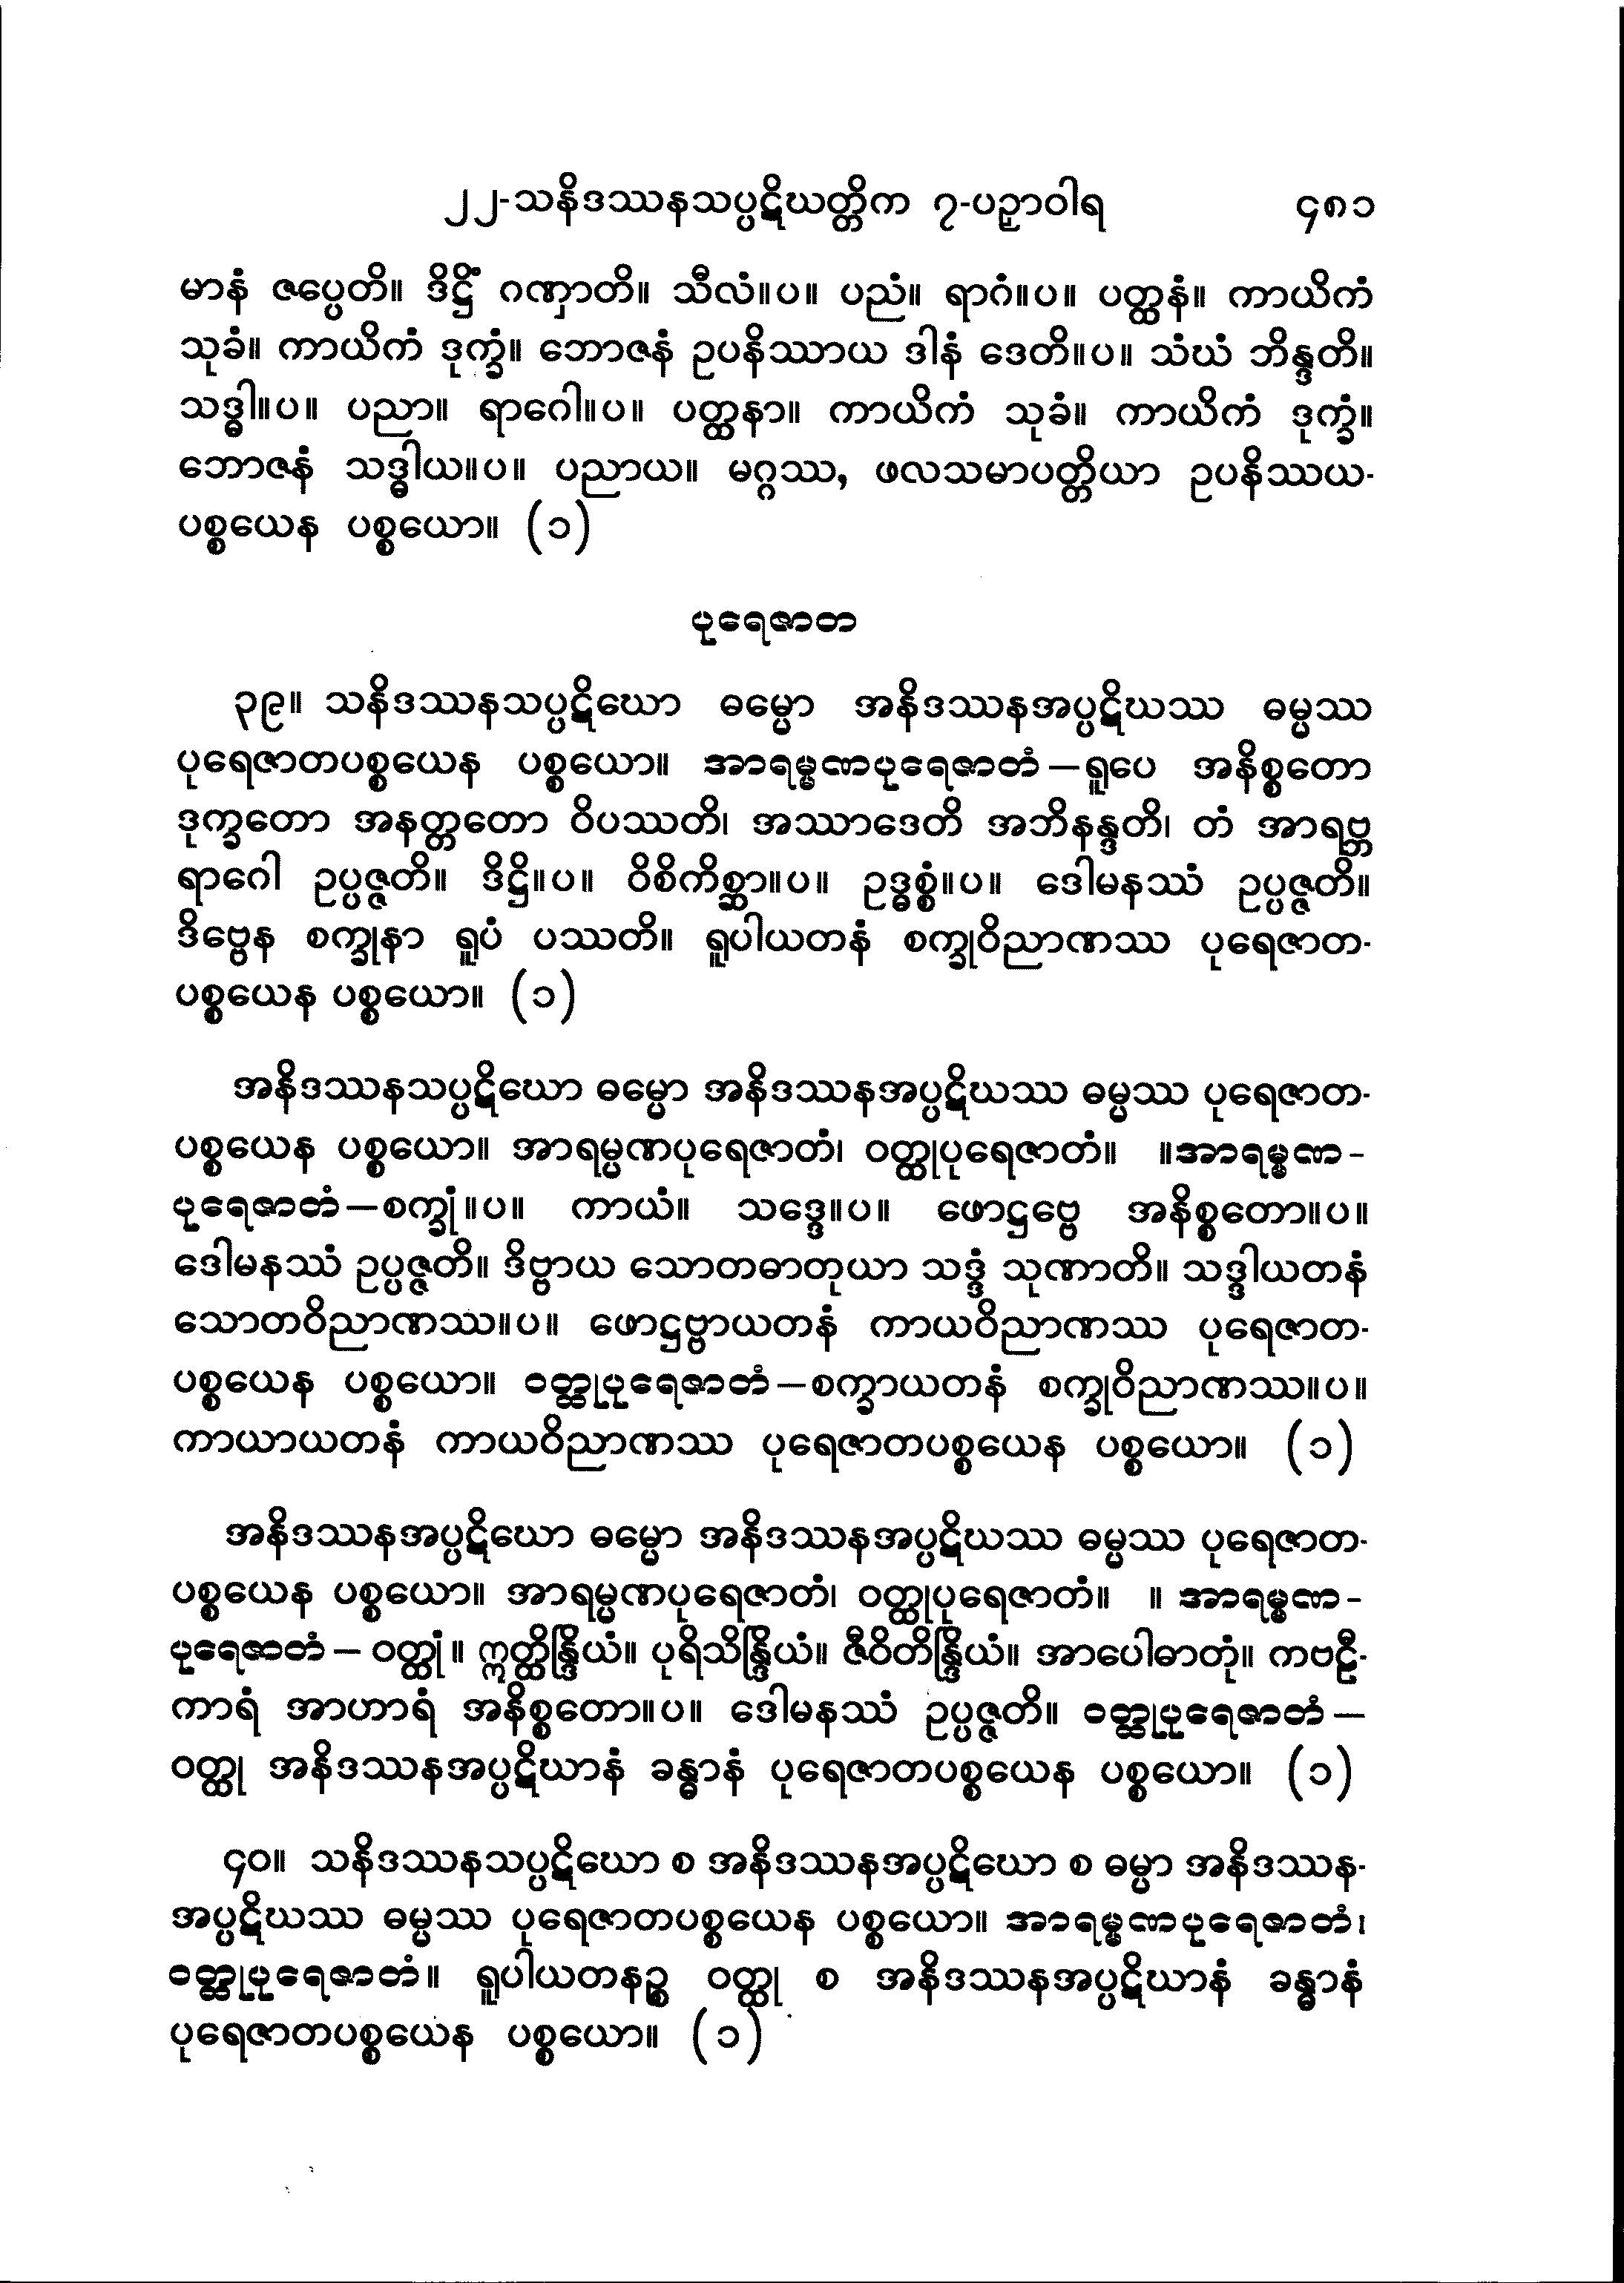 ၂၂-သနိဒဿနသပ္ပဋိဃတ္တိက ၇-ပဉှာဝါရ ၄၈၁
မာနံ ဇပ္ပေတိ။ ဒိဋ္ဌိံ ဂဏှာတိ။ သီလံ။ပ။ ပညံ။ ရာဂံ။ပ။ ပတ္ထနံ။ ကာယိကံ
သုခံ။ ကာယိကံ ဒုက္ခံ။ ဘောဇနံ ဥပနိဿာယ ဒါနံ ဒေတိ။ပ။ သံဃံ ဘိန္ဒတိ။
သဒ္ဓါ။ပ။ ပညာ။ ရာဂေါ။ပ။ ပတ္ထနာ။ ကာယိကံ သုခံ။ ကာယိကံ ဒုက္ခံ။
ဘောဇနံ သဒ္ဓါယ။ပ။ ပညာယ။ မဂ္ဂဿ, ဖလသမာပတ္တိယာ ဥပနိဿယ-
ပစ္စယေန ပစ္စယော။ (၁)
ပုရေဇာတ
၃၉။ သနိဒဿနသပ္ပဋိဃော ဓမ္မော အနိဒဿနအပ္ပဋိဃဿ ဓမ္မဿ
ပုရေဇာတပစ္စယေန ပစ္စယော။ အာရမ္မဏပုရေဇာတံ—ရူပေ အနိစ္စတော
ဒုက္ခတော အနတ္တတော ဝိပဿတိ၊ အဿာဒေတိ အဘိနန္ဒတိ၊ တံ အာရဗ္ဘ
ရာဂေါ ဥပ္ပဇ္ဇတိ။ ဒိဋ္ဌိ။ပ။ ဝိစိကိစ္ဆာ။ပ။ ဥဒ္ဓစ္စံ။ပ။ ဒေါမနဿံ ဥပ္ပဇ္ဇတိ။
ဒိဗ္ဗေန စက္ခုနာ ရူပံ ပဿတိ။ ရူပါယတနံ စက္ခုဝိညာဏဿ ပုရေဇာတ-
ပစ္စယေန ပစ္စယော။ (၁)
အနိဒဿနသပ္ပဋိဃော ဓမ္မော အနိဒဿနအပ္ပဋိဃဿ ဓမ္မဿ ပုရေဇာတ-
ပစ္စယေန ပစ္စယော။ အာရမ္မဏပုရေဇာတံ၊ ဝတ္ထုပုရေဇာတံ။ ။အာရမ္မဏ-
ပုရေဇာတံ—စက္ခုံ။ပ။ ကာယံ။ သဒ္ဒေ။ပ။ ဖောဋ္ဌဗ္ဗေ အနိစ္စတော။ပ။
ဒေါမနဿံ ဥပ္ပဇ္ဇတိ။ ဒိဗ္ဗာယ သောတဓာတုယာ သဒ္ဒံ သုဏာတိ။ သဒ္ဒါယတနံ
သောတဝိညာဏဿ။ပ။ ဖောဋ္ဌဗ္ဗာယတနံ ကာယဝိညာဏဿ ပုရေဇာတ-
ပစ္စယေန ပစ္စယော။ ဝတ္ထုပုရေဇာတံ—စက္ခာယတနံ စက္ခုဝိညာဏဿ။ပ။
ကာယာယတနံ ကာယဝိညာဏဿ ပုရေဇာတပစ္စယေန ပစ္စယော။ (၁)
အနိဒဿနအပ္ပဋိဃော ဓမ္မော အနိဒဿနအပ္ပဋိဃဿ ဓမ္မဿ ပုရေဇာတ-
ပစ္စယေန ပစ္စယော။ အာရမ္မဏပုရေဇာတံ၊ ဝတ္ထုပုရေဇာတံ။ ။ အာရမ္မဏ-
ပုရေဇာတံ— ဝတ္ထုံ။ ဣတ္ထိန္ဒြိယံ။ ပုရိသိန္ဒြိယံ။ ဇီဝိတိန္ဒြိယံ။ အာပေါဓာတုံ။ ကဗဠီ-
ကာရံ အာဟာရံ အနိစ္စတော။ပ။ ဒေါမနဿံ ဥပ္ပဇ္ဇတိ။ ဝတ္ထုပုရေဇာတံ—
ဝတ္ထု အနိဒဿနအပ္ပဋိဃာနံ ခန္ဓာနံ ပုရေဇာတပစ္စယေန ပစ္စယော။ (၁)
၄၀။ သနိဒဿနသပ္ပဋိဃော စ အနိဒဿနအပ္ပဋိဃော စ ဓမ္မာ အနိဒဿန-
အပ္ပဋိဃဿ ဓမ္မဿ ပုရေဇာတပစ္စယေန ပစ္စယော။ အာရမ္မဏပုရေဇာတံ၊
ဝတ္ထုပုရေဇာတံ။ ရူပါယတနဉ္စ ဝတ္ထု စ အနိဒဿနအပ္ပဋိဃာနံ ခန္ဓာနံ
ပုရေဇာတပစ္စယေန ပစ္စယော။ (၁)